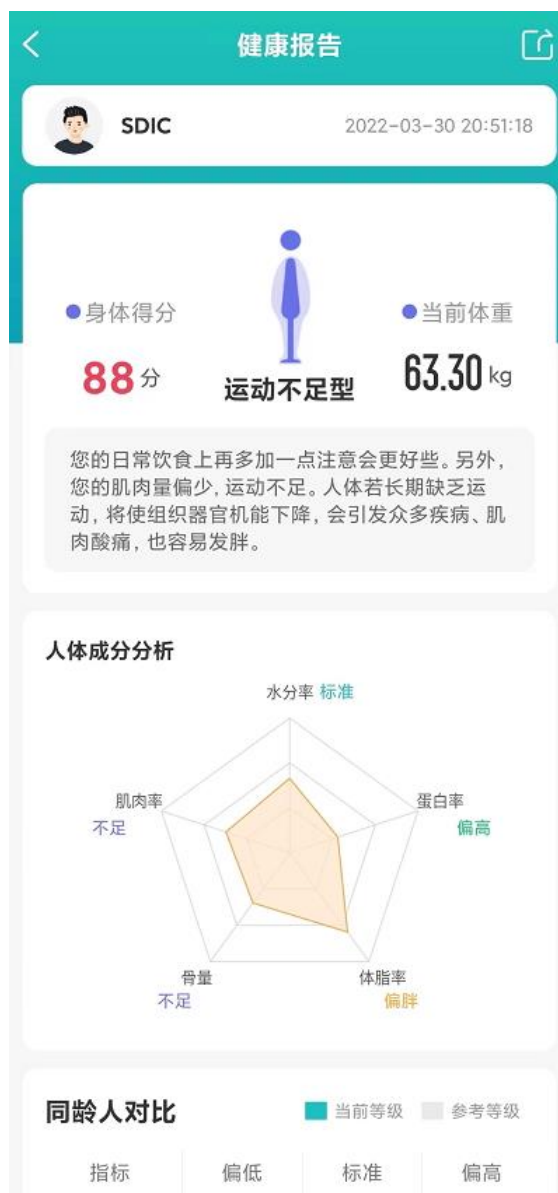 健康报告
SDIC 2022-03-30 20:51:18
身体得分 当前体重
88分 运动不足型 63.30 kg
您的日常饮食上再多加一点注意会更好些。另外,
您的肌肉量偏少,运动不足。人体若长期缺乏运
动,将使组织器官机能下降,会引发众多疾病、肌
肉酸痛,也容易发胖。
人体成分分析
水分率 标准
肌肉率 蛋白率
不足 偏高
骨量 体脂率
不足 偏胖
同龄人对比 当前等级 参考等级
指标 偏低 标准 偏高